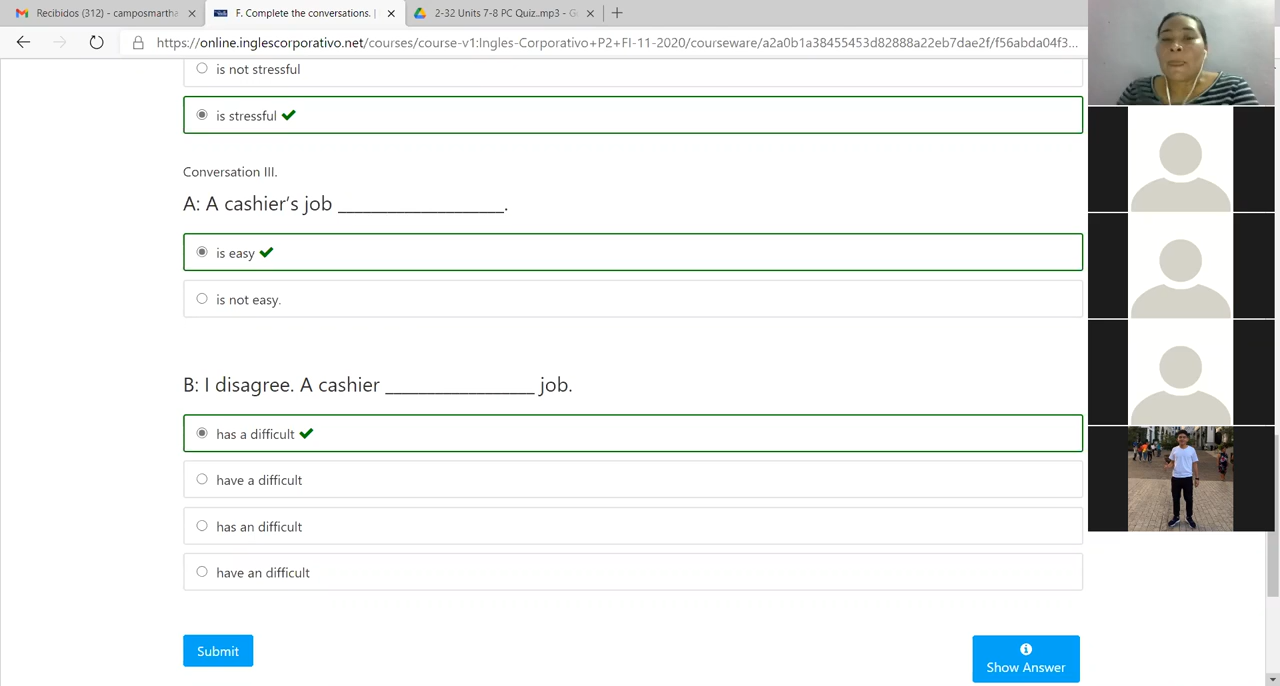 Recibidos (312) - camposmartha
F. Complete the conversations. |
2-32 Units 7-8 PC Quiz..mp3 - G
https://online.inglescorporativo.net/courses/course-v1:Ingles-Corporativo+P2+FI-11-2020/courseware/a2a0b1a38455453d82888a22eb7dae2f/f56abda04f3...
is not stressful
is stressful
Conversation III.
A: A cashier's job ___________________.
is easy
is not easy.
B: I disagree. A cashier _________________ job.
has a difficult
have a difficult
has an difficult
have an difficult
Submit
Show Answer